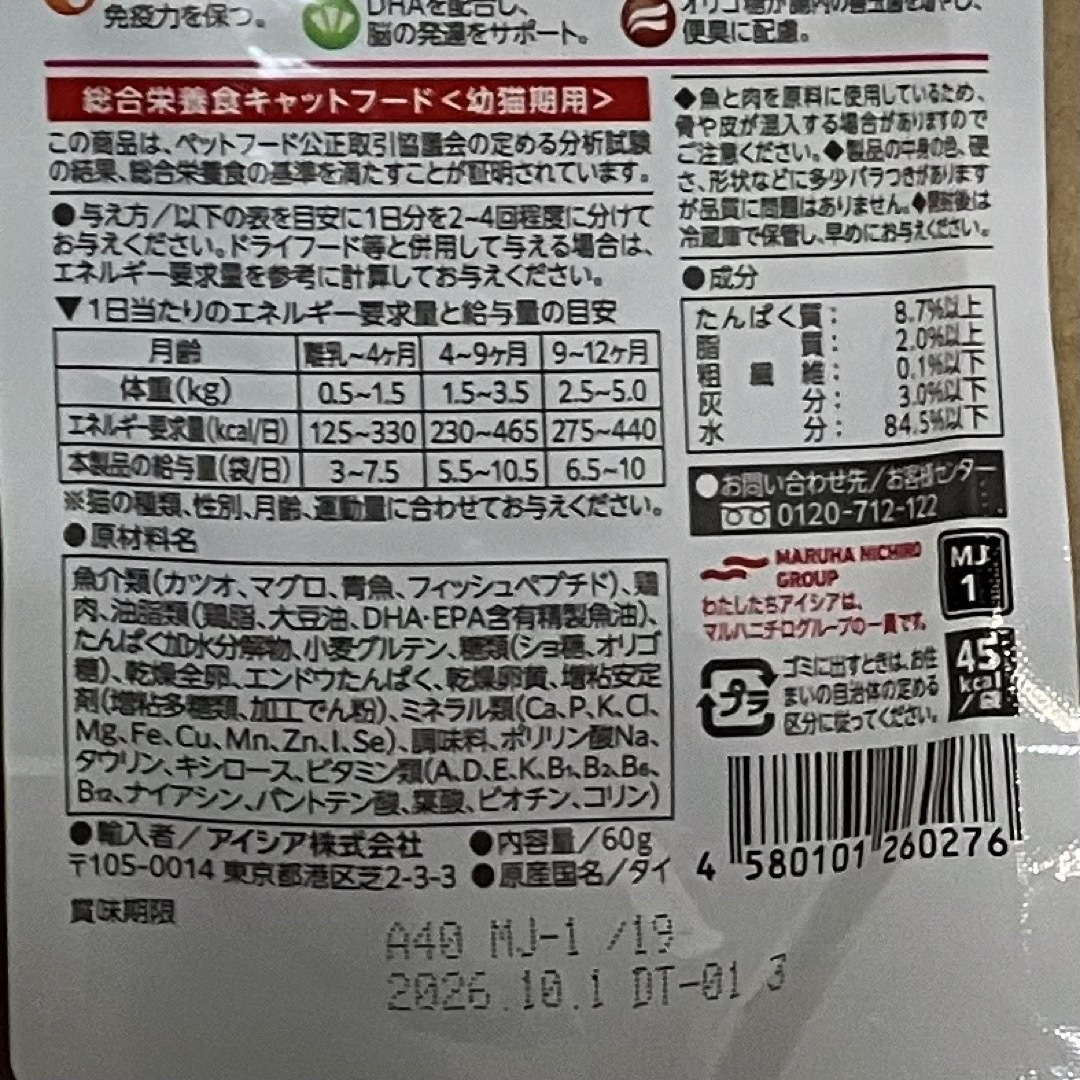 免疫力を保つ。
DHAを配合し、
脳の発達をサポート。
オリゴ糖が腸内の善玉菌を増やし、
便臭に配慮。
総合栄養食キャットフード<幼猫期用>
この商品は、ペットフード公正取引協議会の定める分析試験
の結果、総合栄養食の基準を満たすことが証明されています。
●与え方/以下の表を目安に1日分を2~4回程度に分けて
お与えください。ドライフード等と併用して与える場合は、
エネルギー要求量を参考に計算してお与えください。
▼1日当たりのエネルギー要求量と給与量の目安
月齢 離乳~4ヶ月 4~9ヶ月 9~12ヶ月
体重(kg) 0.5~1.5 1.5~3.5 2.5~5.0
エネルギー要求量(kcal/日) 125~330 230~465 275~440
本製品の給与量(袋/日) 3~7.5 5.5~10.5 6.5~10
※猫の種類、性別、月齢、運動量に合わせてお与えください。
●原材料名
魚介類(カツオ、マグロ、青魚、フィッシュペプチド)、鶏
肉、油脂類(鶏脂、大豆油、DHA・EPA含有精製魚油)、
たんぱく加水分解物、小麦グルテン、糖類(ショ糖、オリゴ
糖)、乾燥全卵、エンドウたんぱく、乾燥卵黄、増粘安定
剤(増粘多糖類、加工でん粉)、ミネラル類(Ca、P、K、Cl、
Mg、Fe、Cu、Mn、Zn、I、Se)、調味料、ポリリン酸Na、
タウリン、キシロース、ビタミン類(A、D、E、K、B1、B2、B6、
B12、ナイアシン、パントテン酸、葉酸、ビオチン、コリン)
●輸入者/アイシア株式会社 ●内容量/60g
〒105-0014 東京都港区芝2-3-3 ●原産国名/タイ
賞味期限
A40 MJ-1 /19
2026.10.1 DT-01 3
◆魚と肉を原料に使用しているため、
骨や皮が混入する場合がありますので
ご注意ください。◆製品の中身の色、硬
さ、形状などに多少バラつきがあります
が品質に問題はありません。◆開封後は
冷蔵庫で保管し、早めにお与えください。
●成分
たんぱく質: 8.7%以上
脂質: 2.0%以上
粗繊維: 0.1%以下
灰分: 3.0%以下
水分: 84.5%以下
●お問い合わせ先/お客様センター
0120-712-122
MARUHA NICHIRO
GROUP
わたしたちアイシアは、
マルハニチログループの一員です。
MJ
1
プラ
ゴミに出すときは、お住
まいの自治体の定める
区分に従ってください。
45
kcal
/袋
4 580101 260276